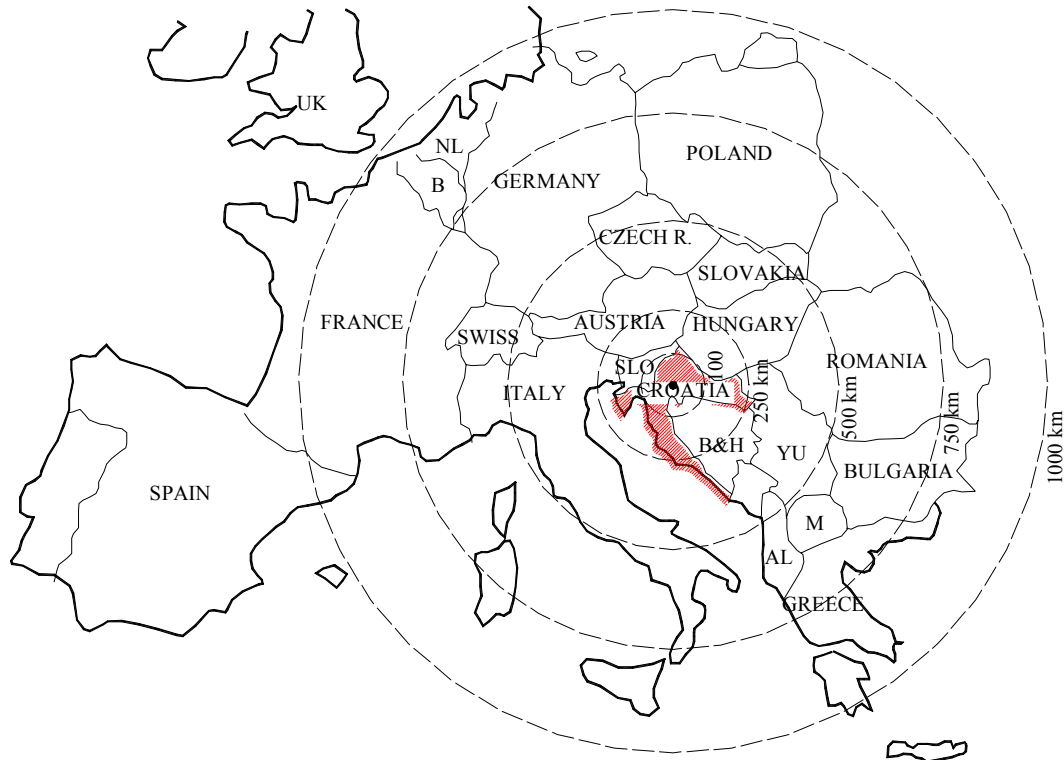 UK
NL
POLAND
B
GERMANY
CZECH R.
SLOVAKIA
FRANCE
SWISS
AUSTRIA
HUNGARY
SLO
100
ROMANIA
ITALY
CROATIA
250 km
500 km
750 km
1000 km
B&H
YU
BULGARIA
SPAIN
M
AL
GREECE